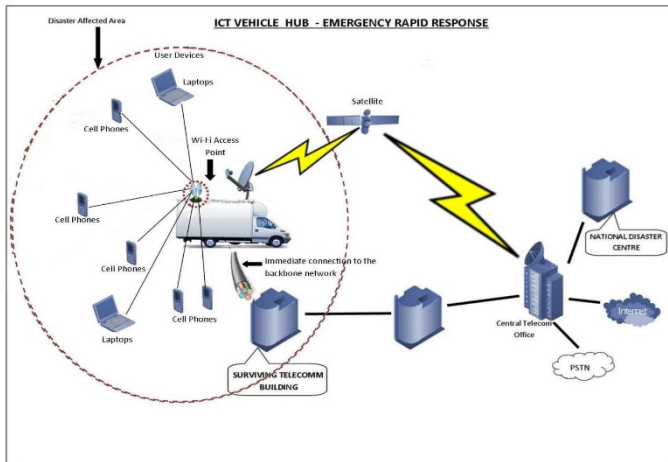 ICT VEHICLE HUB - EMERGENCY RAPID RESPONSE
Disaster Affected Area
User Devices
Laptops
Cell Phones
Satellite
Wi-Fi Access
Point
Cell Phones
Cell Phones
NATIONAL DISASTER
CENTRE
Immediate connection to the
backbone network
Cell Phones
Laptops
Central Telecom
Office
Internet
SURVIVING TELECOMM
BUILDING
PSTN